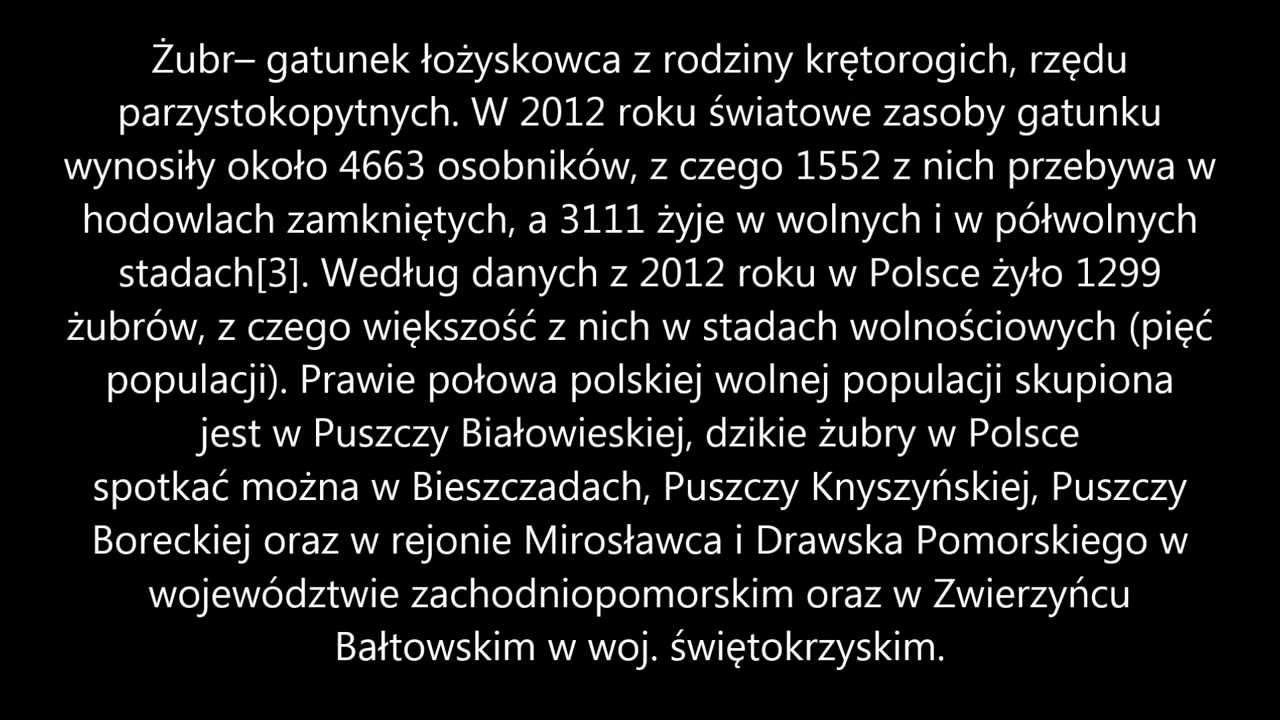 Żubr– gatunek łożyskowca z rodziny krętorogich, rzędu
parzystokopytnych. W 2012 roku światowe zasoby gatunku
wynosiły około 4663 osobników, z czego 1552 z nich przebywa w
hodowlach zamkniętych, a 3111 żyje w wolnych i w półwolnych
stadach[3]. Według danych z 2012 roku w Polsce żyło 1299
żubrów, z czego większość z nich w stadach wolnościowych (pięć
populacji). Prawie połowa polskiej wolnej populacji skupiona
jest w Puszczy Białowieskiej, dzikie żubry w Polsce
spotkać można w Bieszczadach, Puszczy Knyszyńskiej, Puszczy
Boreckiej oraz w rejonie Mirosławca i Drawska Pomorskiego w
województwie zachodniopomorskim oraz w Zwierzyńcu
Bałtowskim w woj. świętokrzyskim.